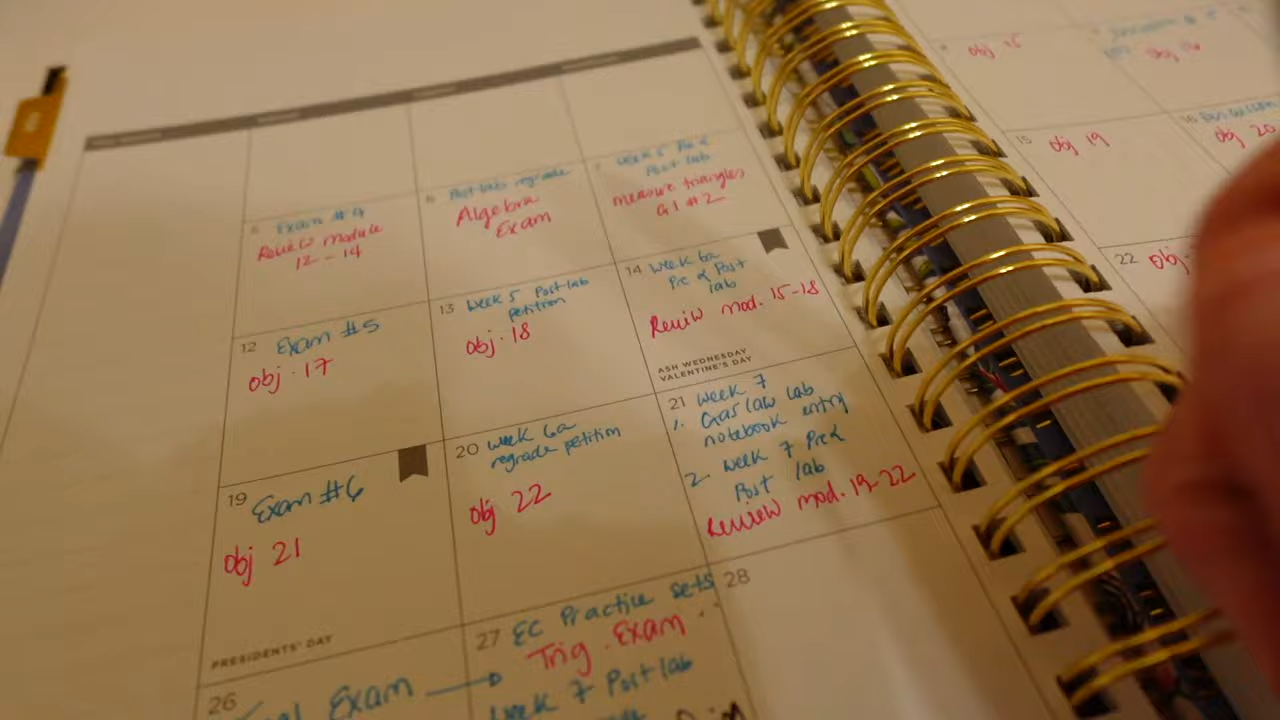 5 Exam #4
Review module
12 - 14
6 Post lab regrade
Algebra
Exam
7 Week 5 Pre &
Post lab
measure triangles
G1 #2
12 Exam #5
Obj. 17
13 Week 5 Post-lab
petition
Obj. 18
14 Week 6a
Pre & Post
lab
Review mod. 15-18
ASH WEDNESDAY
VALENTINE'S DAY
19 Exam #6
Obj 21
PRESIDENTS' DAY
20 Week 6a
regrade petition
Obj 22
21 Week 7
1. Gas law lab
notebook entry
2 Week 7 Pre &
Post lab
Review mod. 19-22
26
Exam
27 EC Practice sets
Trig. Exam
Week 7 Post lab
28
obj 15
15 Obj 19
16
Obj 20
22 Obj.